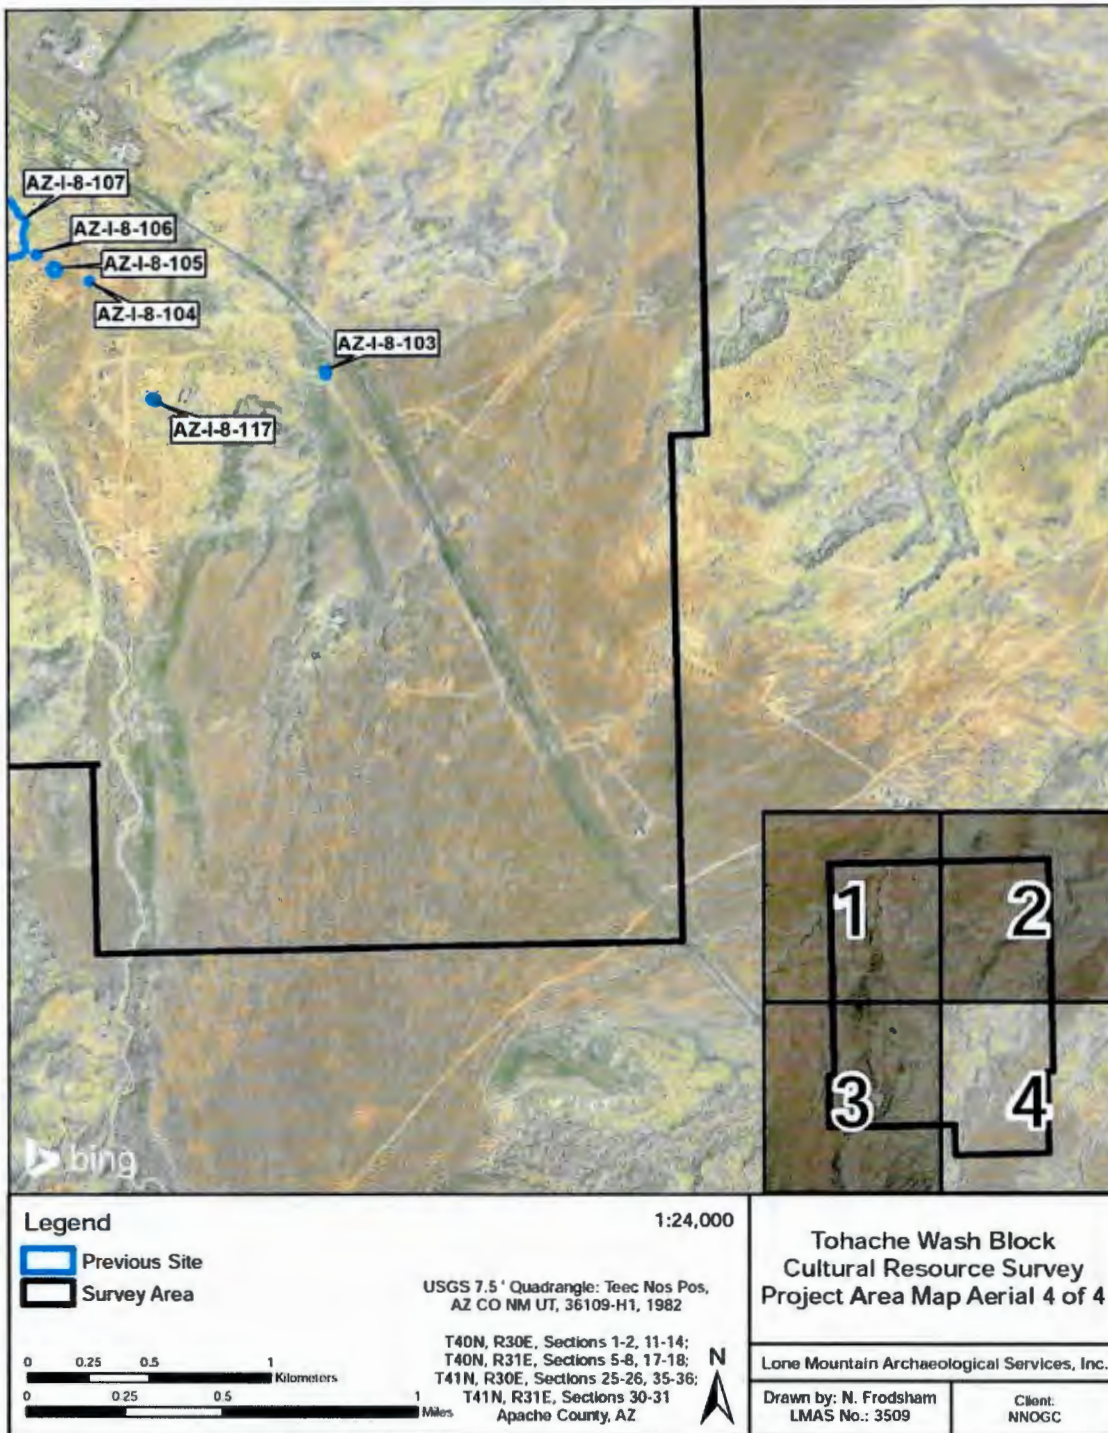 AZ-I-8-107
AZ-I-8-106
AZ-I-8-105
AZ-I-8-104
AZ-I-8-103
AZ-I-8-117
1
2
3
4
bing
Legend
1:24,000
Previous Site
Survey Area
USGS 7.5 ' Quadrangle: Teec Nos Pos,
AZ CO NM UT, 36109-H1, 1982
T40N, R30E, Sections 1-2, 11-14;
T40N, R31E, Sections 5-8, 17-18;
T41N, R30E, Sections 25-26, 35-36;
T41N, R31E, Sections 30-31
Apache County, AZ
N
0 0.25 0.5 1
Kilometers
0 0.25 0.5 1
Miles
Tohache Wash Block
Cultural Resource Survey
Project Area Map Aerial 4 of 4
Lone Mountain Archaeological Services, Inc.
Drawn by: N. Frodsham
LMAS No.: 3509
Client:
NNOGC